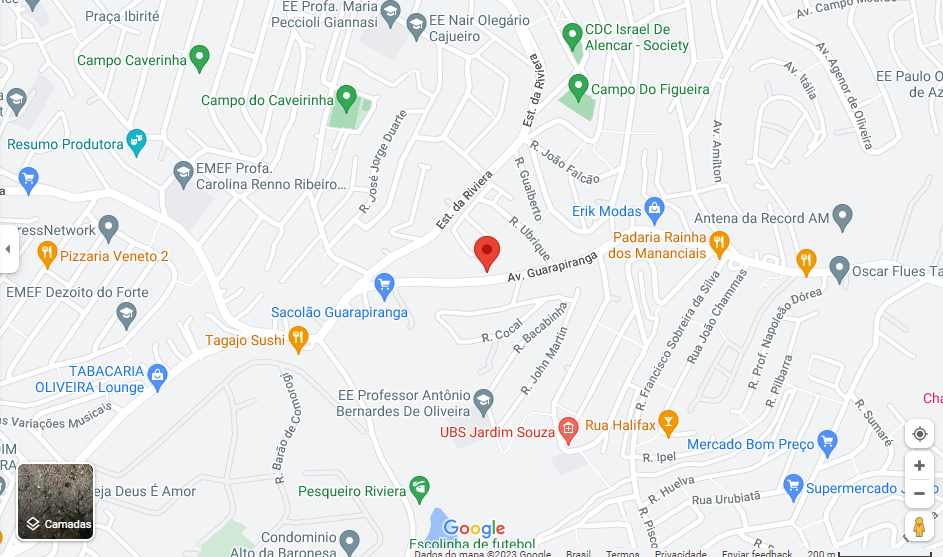 Praça Ibirité
EE Profa. Maria
Peccioli Giannasi
EE Nair Olegário
Cajueiro
CDC Israel De
Alencar - Society
Campo Caverinha
Campo do Caveirinha
Campo Do Figueira
Est. da Riviera
Av. Itália
Av. Agenor de Oliveira
EE Paulo O
de Az
Resumo Produtora
R. José Jorge Duarte
Av. Amilton
EMEF Profa.
Carolina Renno Ribeiro...
R. João Falcão
R. Gualberto
Est. da Riviera
Erik Modas
Antena da Record AM
ressNetwork
R. Ubrique
Padaria Rainha
dos Mananciais
Pizzaria Veneto 2
Av. Guarapiranga
Oscar Flues Ta
EMEF Dezoito do Forte
Sacolão Guarapiranga
R. Francisco Sobreira da Silva
Rua João Chammas
R. Prof. Napoleão Dórea
Tagajo Sushi
R. Cocal
R. Bacabinha
R. John Martin
R. Pilbarra
TABACARIA
OLIVEIRA Lounge
EE Professor Antônio
Bernardes De Oliveira
R. Barão de Comorogi
Cha
R. Sumaré
s Variações Musicais
UBS Jardim Souza
Rua Halifax
Mercado Bom Preço
R. Ipel
eja Deus É Amor
Pesqueiro Riviera
R. Huelva
Rua Urubiatã
Supermercado J
Camadas
R. Pisco
Google
Escolinha de futebol
Condominio
Alto da Baronesa
Dados do mapa ©2023 Google Brasil Termos Privacidade Enviar feedback 200 m